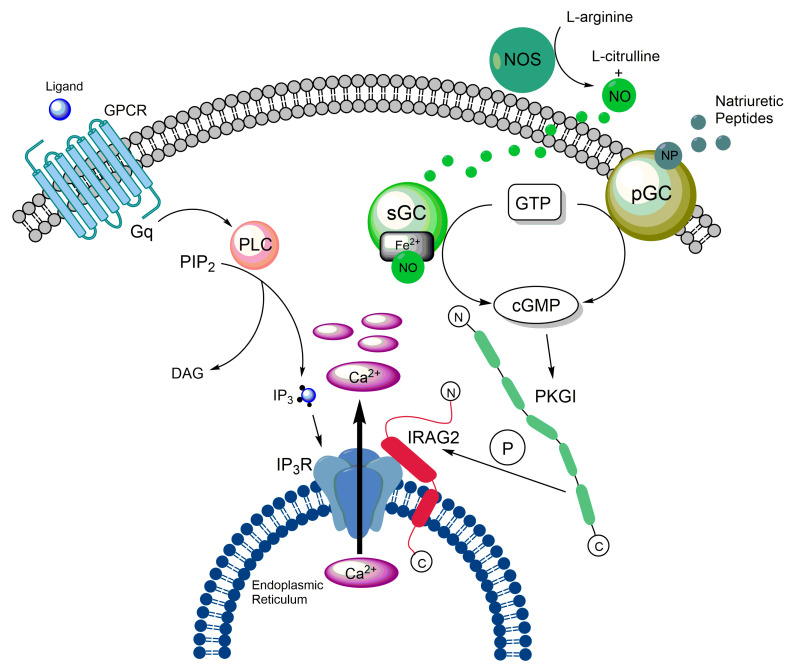 L-arginine
NOS
L-citrulline
+
NO
Ligand
GPCR
Natriuretic
Peptides
NP
pGC
sGC
GTP
Fe2+
NO
Gq
PLC
PIP2
cGMP
N
Ca2+
DAG
IP3
PKGI
N
IRAG2
P
IP3R
C
C
Ca2+
Endoplasmic
Reticulum